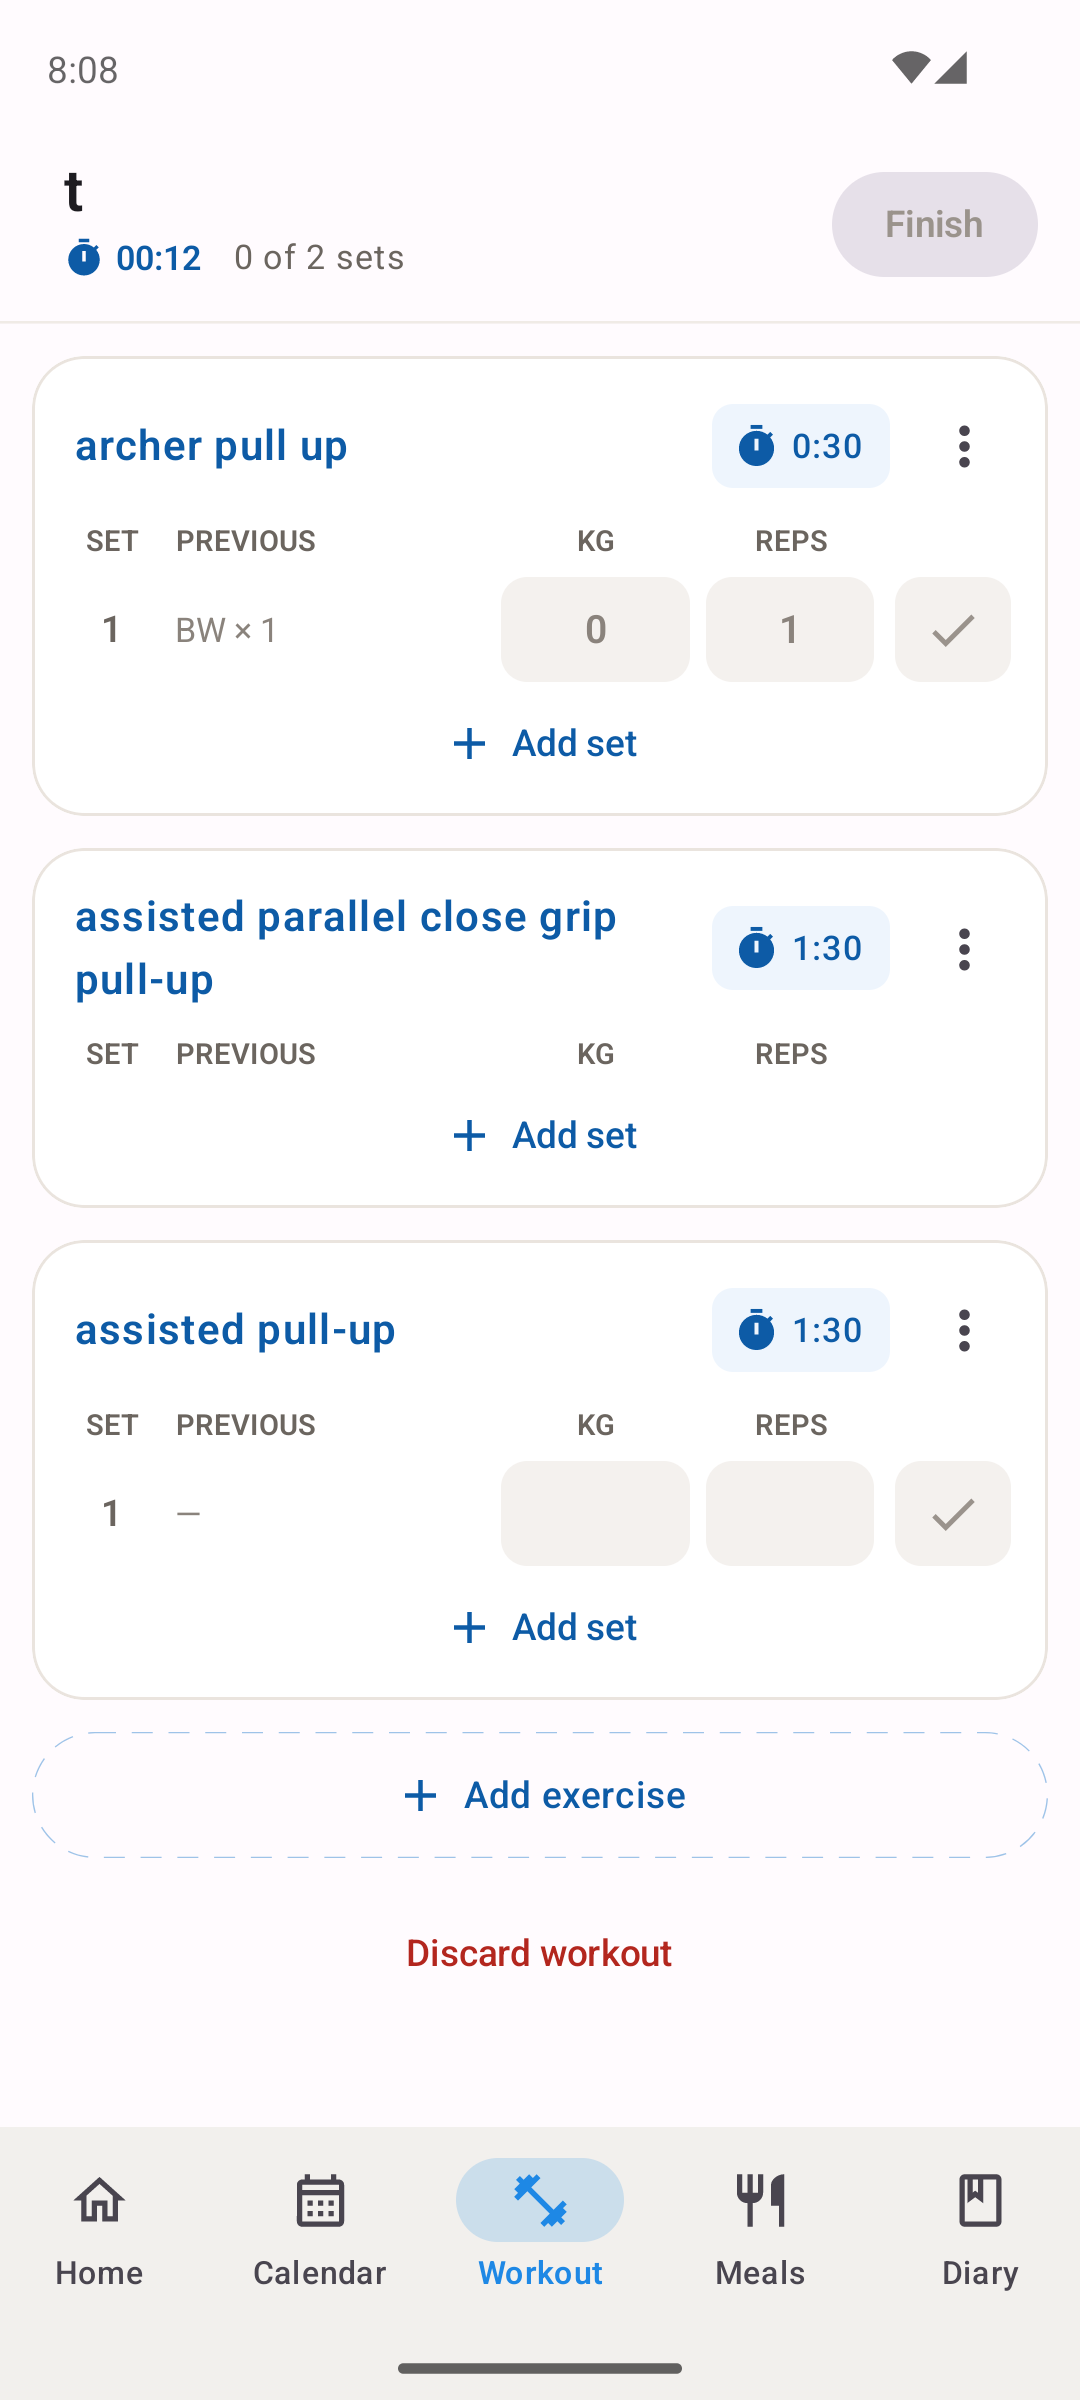 8:08
t
00:12 0 of 2 sets
Finish
archer pull up
0:30
SET PREVIOUS KG REPS
1 BW × 1 0 1
+ Add set
assisted parallel close grip
pull-up
1:30
SET PREVIOUS KG REPS
+ Add set
assisted pull-up
1:30
SET PREVIOUS KG REPS
1 –
+ Add set
+ Add exercise
Discard workout
Home Calendar Workout Meals Diary